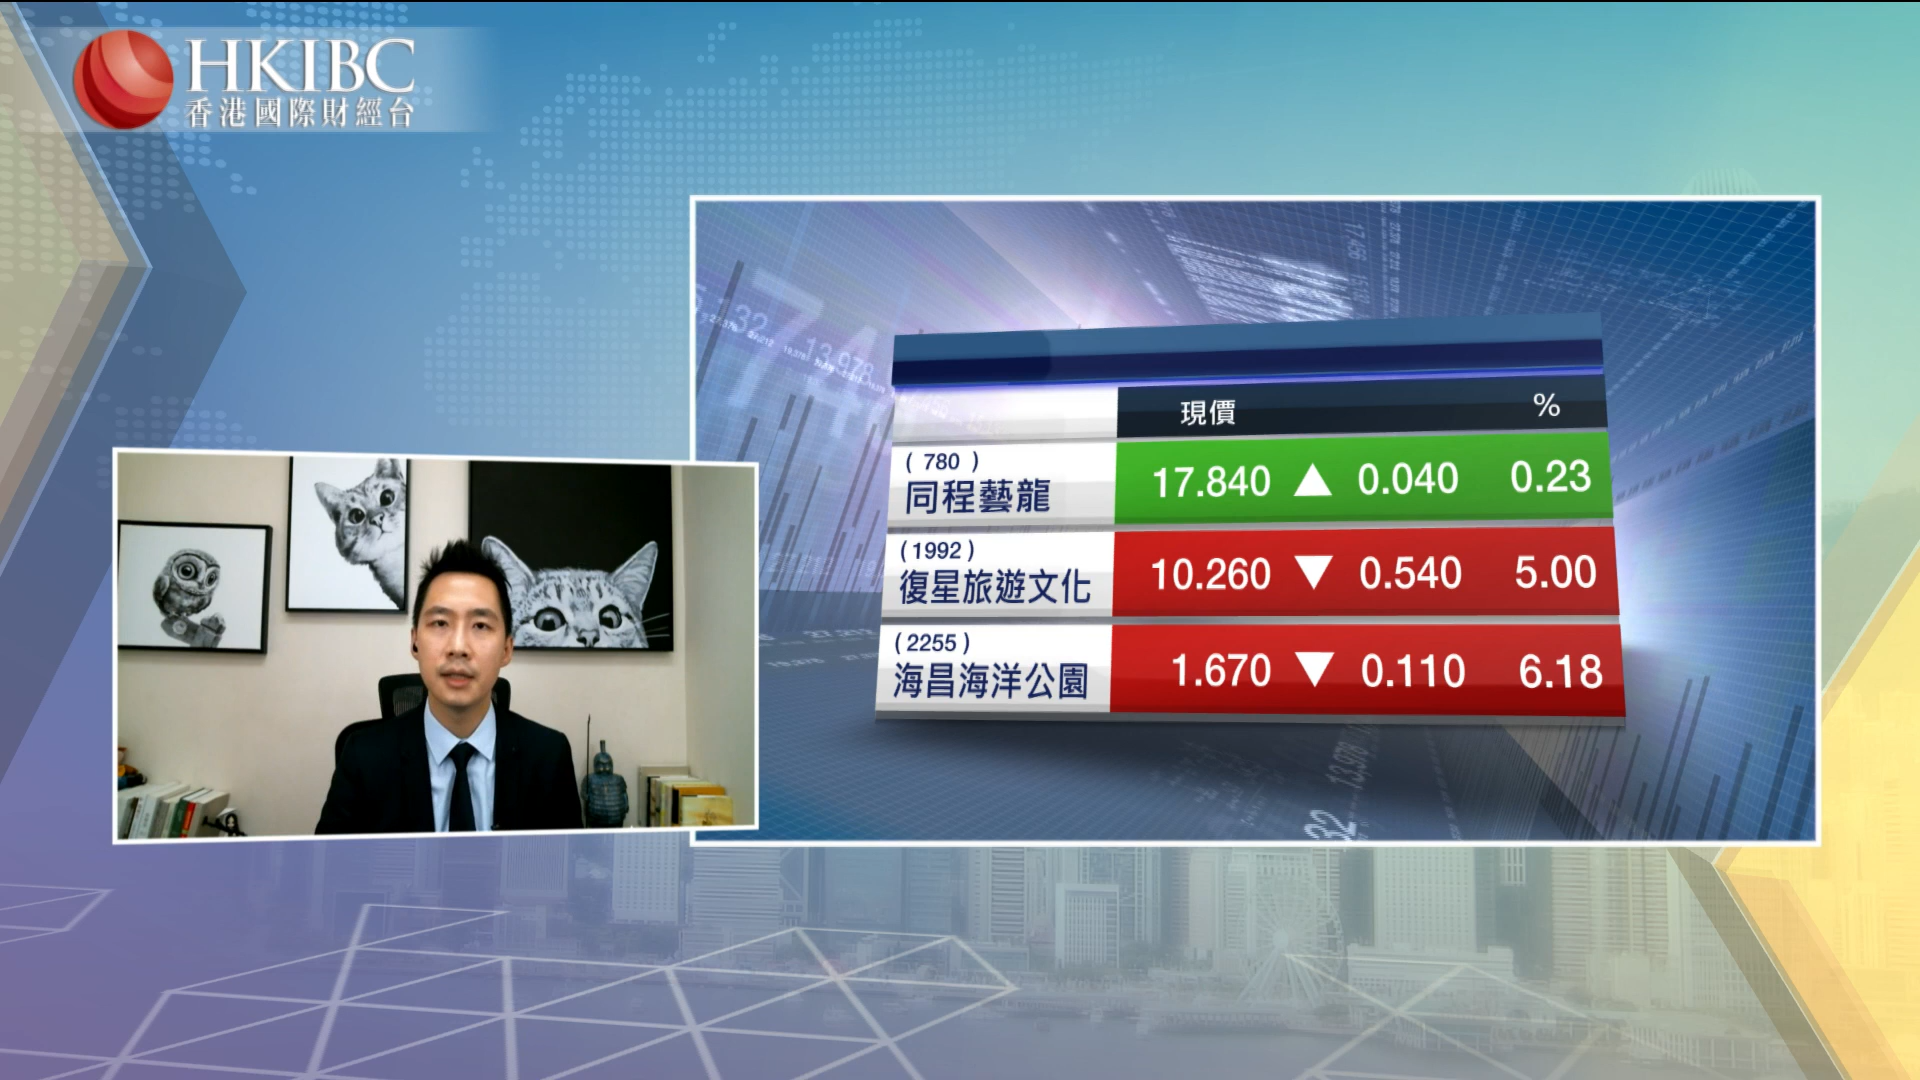 HKIBC
香港國際財經台
現價 %
( 780 )
同程藝龍 17.840 ▲ 0.040 0.23
( 1992 )
復星旅遊文化 10.260 ▼ 0.540 5.00
( 2255 )
海昌海洋公園 1.670 ▼ 0.110 6.18